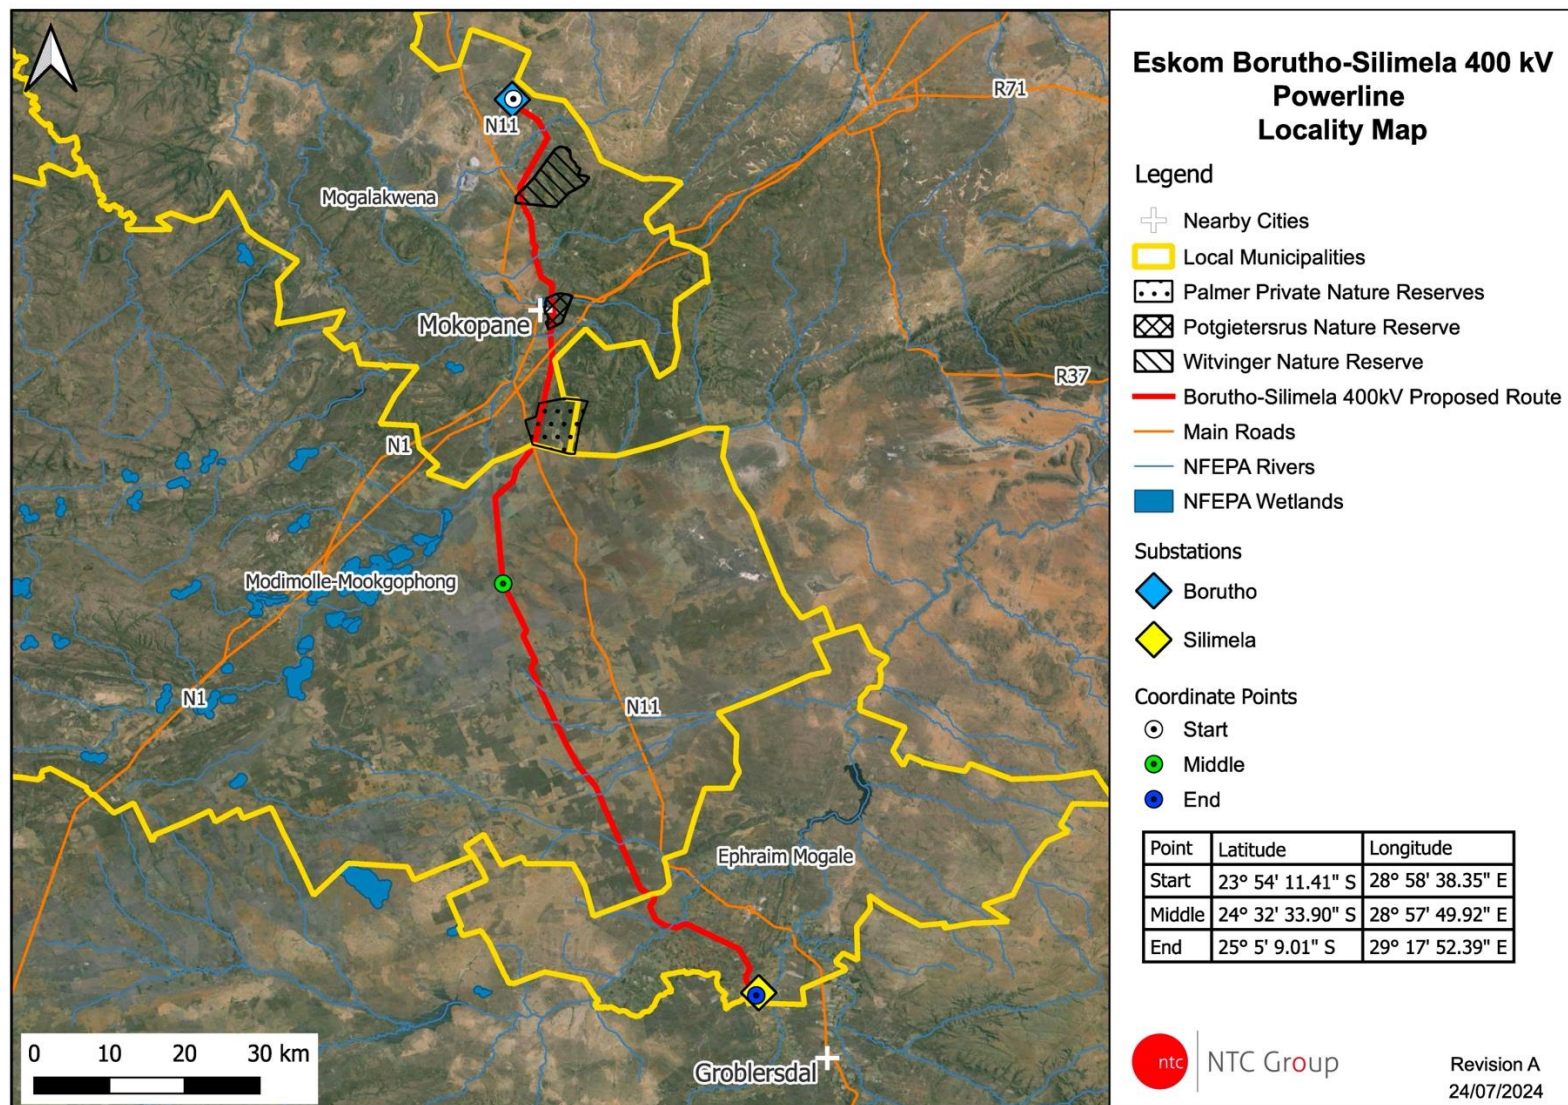 Eskom Borutho-Silimela 400 kV
Powerline
Locality Map
Legend
Nearby Cities
Local Municipalities
Palmer Private Nature Reserves
Potgietersrus Nature Reserve
Witvinger Nature Reserve
Borutho-Silimela 400kV Proposed Route
Main Roads
NFEPA Rivers
NFEPA Wetlands
Substations
Borutho
Silimela
Coordinate Points
Start
Middle
End
Point Latitude Longitude
Start 23° 54' 11.41" S 28° 58' 38.35" E
Middle 24° 32' 33.90" S 28° 57' 49.92" E
End 25° 5' 9.01" S 29° 17' 52.39" E
ntc NTC Group
Revision A
24/07/2024
R71
N11
Mogalakwena
Mokopane
R37
N1
Modimolle-Mookgophong
N1
N11
Ephraim Mogale
Groblersdal
0 10 20 30 km